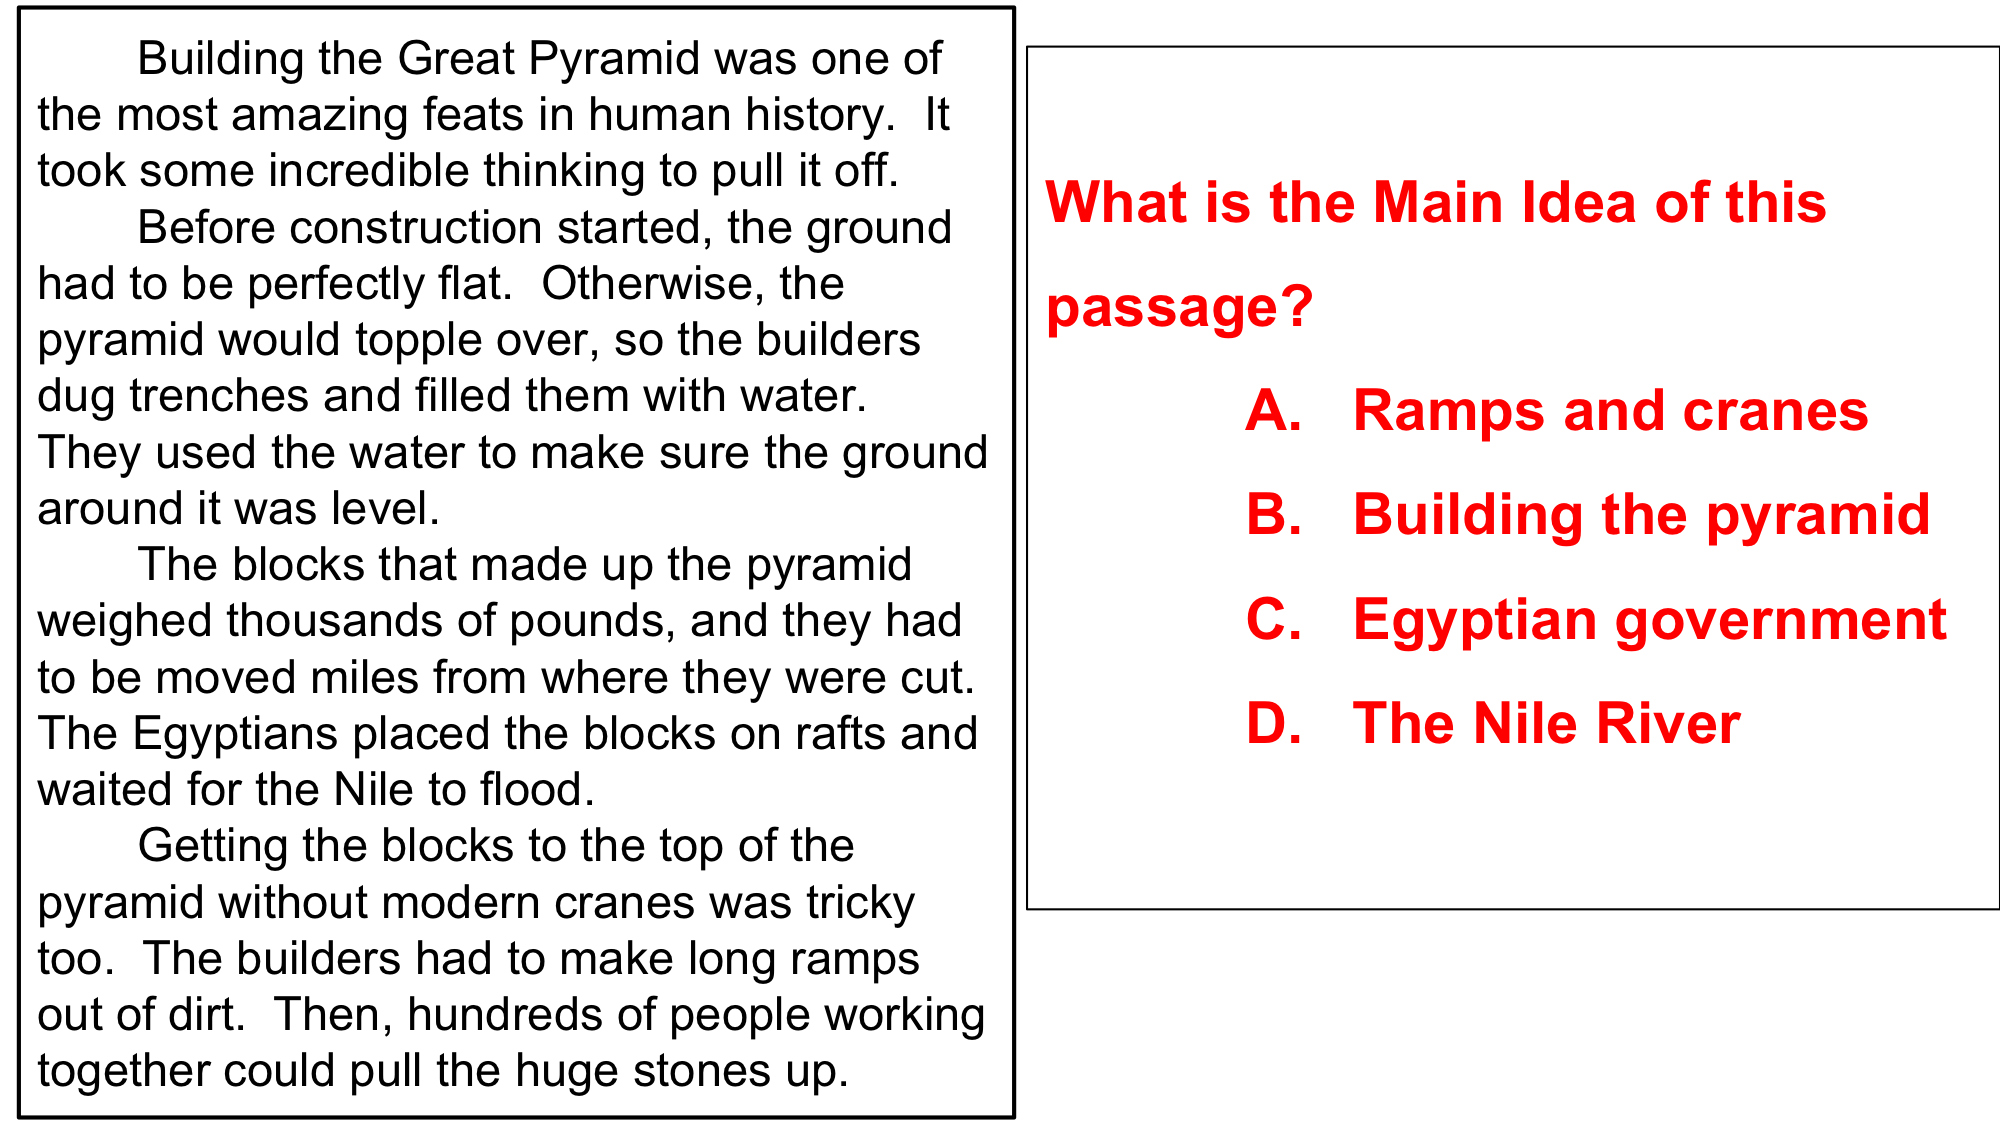 Building the Great Pyramid was one of
the most amazing feats in human history.  It
took some incredible thinking to pull it off.
Before construction started, the ground
had to be perfectly flat.  Otherwise, the
pyramid would topple over, so the builders
dug trenches and filled them with water.
They used the water to make sure the ground
around it was level.
The blocks that made up the pyramid
weighed thousands of pounds, and they had
to be moved miles from where they were cut.
The Egyptians placed the blocks on rafts and
waited for the Nile to flood.
Getting the blocks to the top of the
pyramid without modern cranes was tricky
too.  The builders had to make long ramps
out of dirt.  Then, hundreds of people working
together could pull the huge stones up.
What is the Main Idea of this
passage?
A. Ramps and cranes
B. Building the pyramid
C. Egyptian government
D. The Nile River